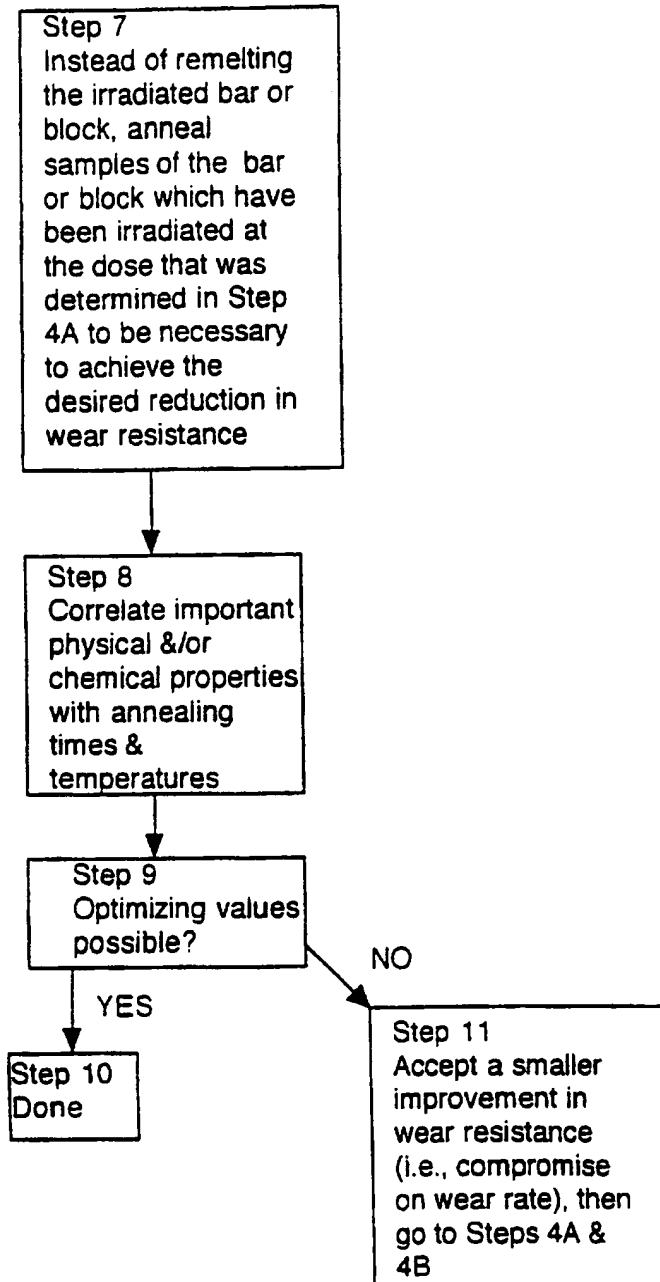 Step 7
Instead of remelting
the irradiated bar or
block, anneal
samples of the bar
or block which have
been irradiated at
the dose that was
determined in Step
4A to be necessary
to achieve the
desired reduction in
wear resistance
Step 8
Correlate important
physical &/or
chemical properties
with annealing
times &
temperatures
Step 9
Optimizing values
possible?
NO
YES
Step 10
Done
Step 11
Accept a smaller
improvement in
wear resistance
(i.e., compromise
on wear rate), then
go to Steps 4A &
4B